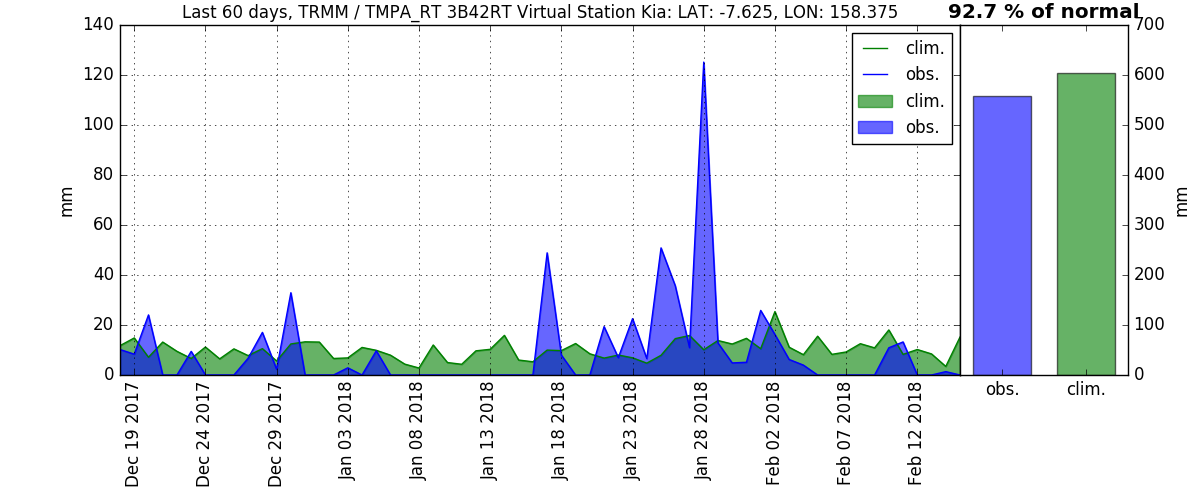 Last 60 days, TRMM / TMPA_RT 3B42RT Virtual Station Kia: LAT: -7.625, LON: 158.375
92.7 % of normal
140
120
100
80
60
40
20
0
mm
clim.
obs.
clim.
obs.
Dec 19 2017
Dec 24 2017
Dec 29 2017
Jan 03 2018
Jan 08 2018
Jan 13 2018
Jan 18 2018
Jan 23 2018
Jan 28 2018
Feb 02 2018
Feb 07 2018
Feb 12 2018
700
600
500
400
300
200
100
0
mm
obs.
clim.